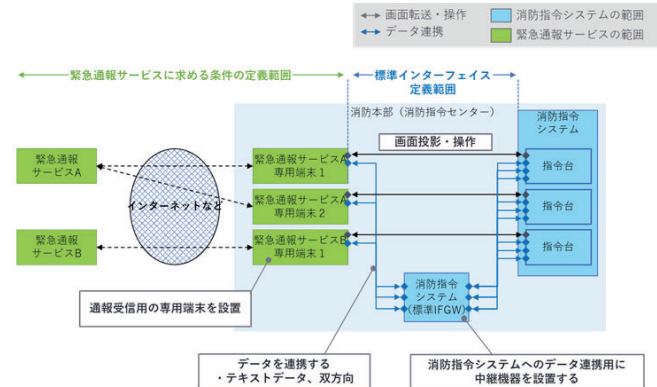 画面転送・操作
データ連携
消防指令システムの範囲
緊急通報サービスの範囲
緊急通報サービスに求める条件の定義範囲
標準インターフェイス
定義範囲
消防本部（消防指令センター）
消防指令
システム
画面投影・操作
緊急通報
サービスA
緊急通報サービスA
専用端末1
指令台
インターネットなど
緊急通報サービスA
専用端末2
指令台
緊急通報
サービスB
緊急通報サービスB
専用端末1
指令台
通報受信用の専用端末を設置
消防指令
システム
(標準IFGW)
データを連携する
・テキストデータ、双方向
消防指令システムへのデータ連携用に
中継機器を設置する